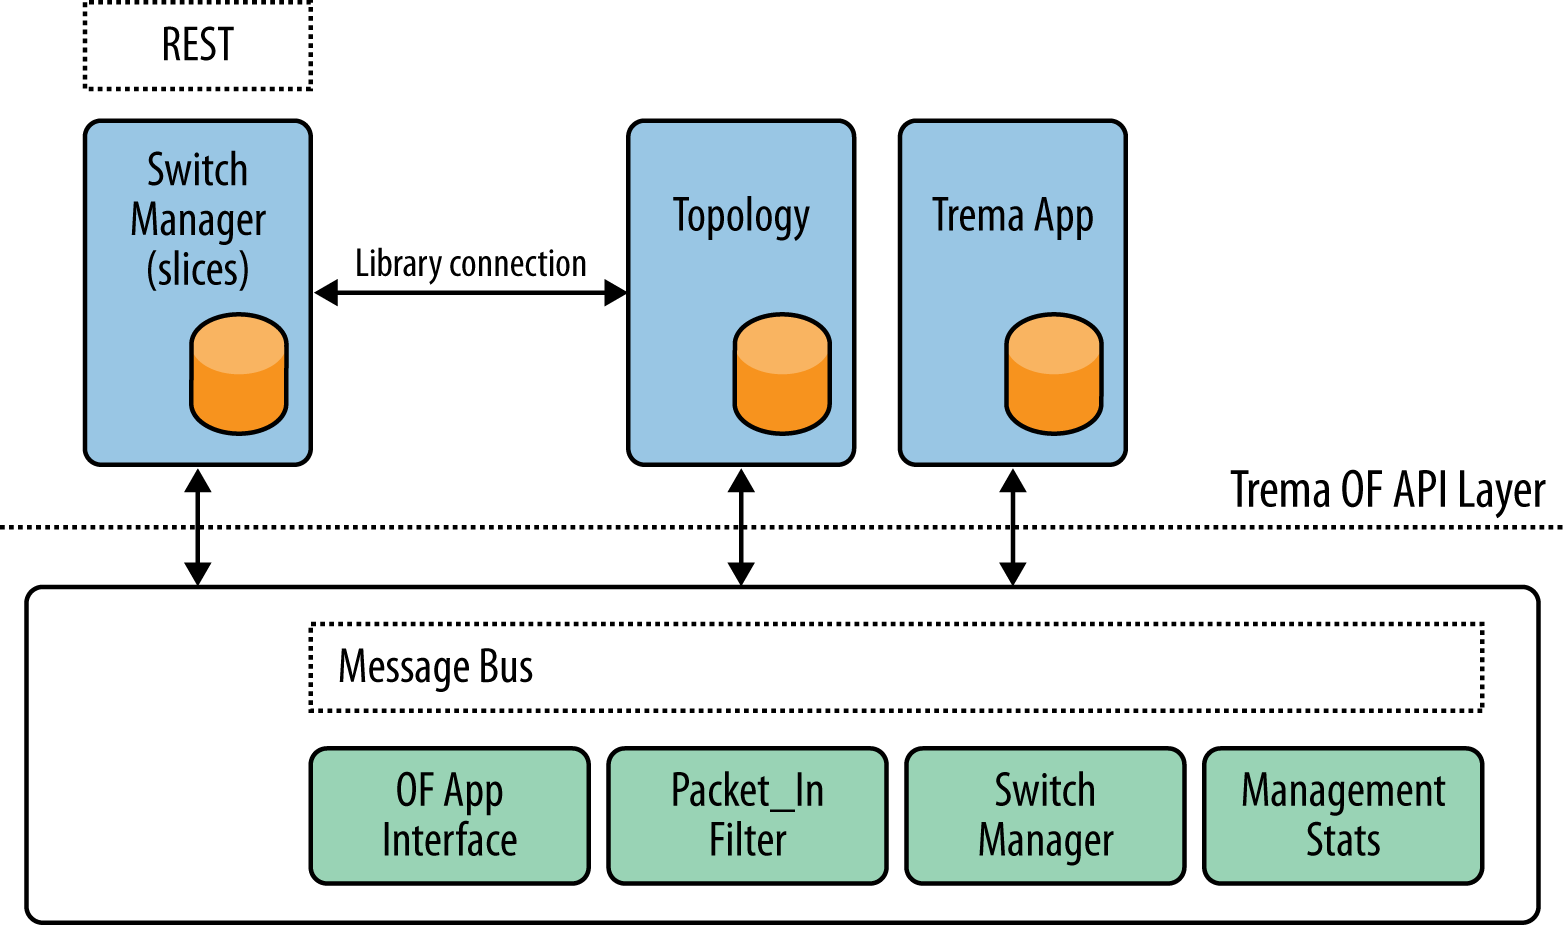 REST
Switch
Manager
(slices)
Library connection
Topology
Trema App
Trema OF API Layer
Message Bus
OF App
Interface
Packet_In
Filter
Switch
Manager
Management
Stats